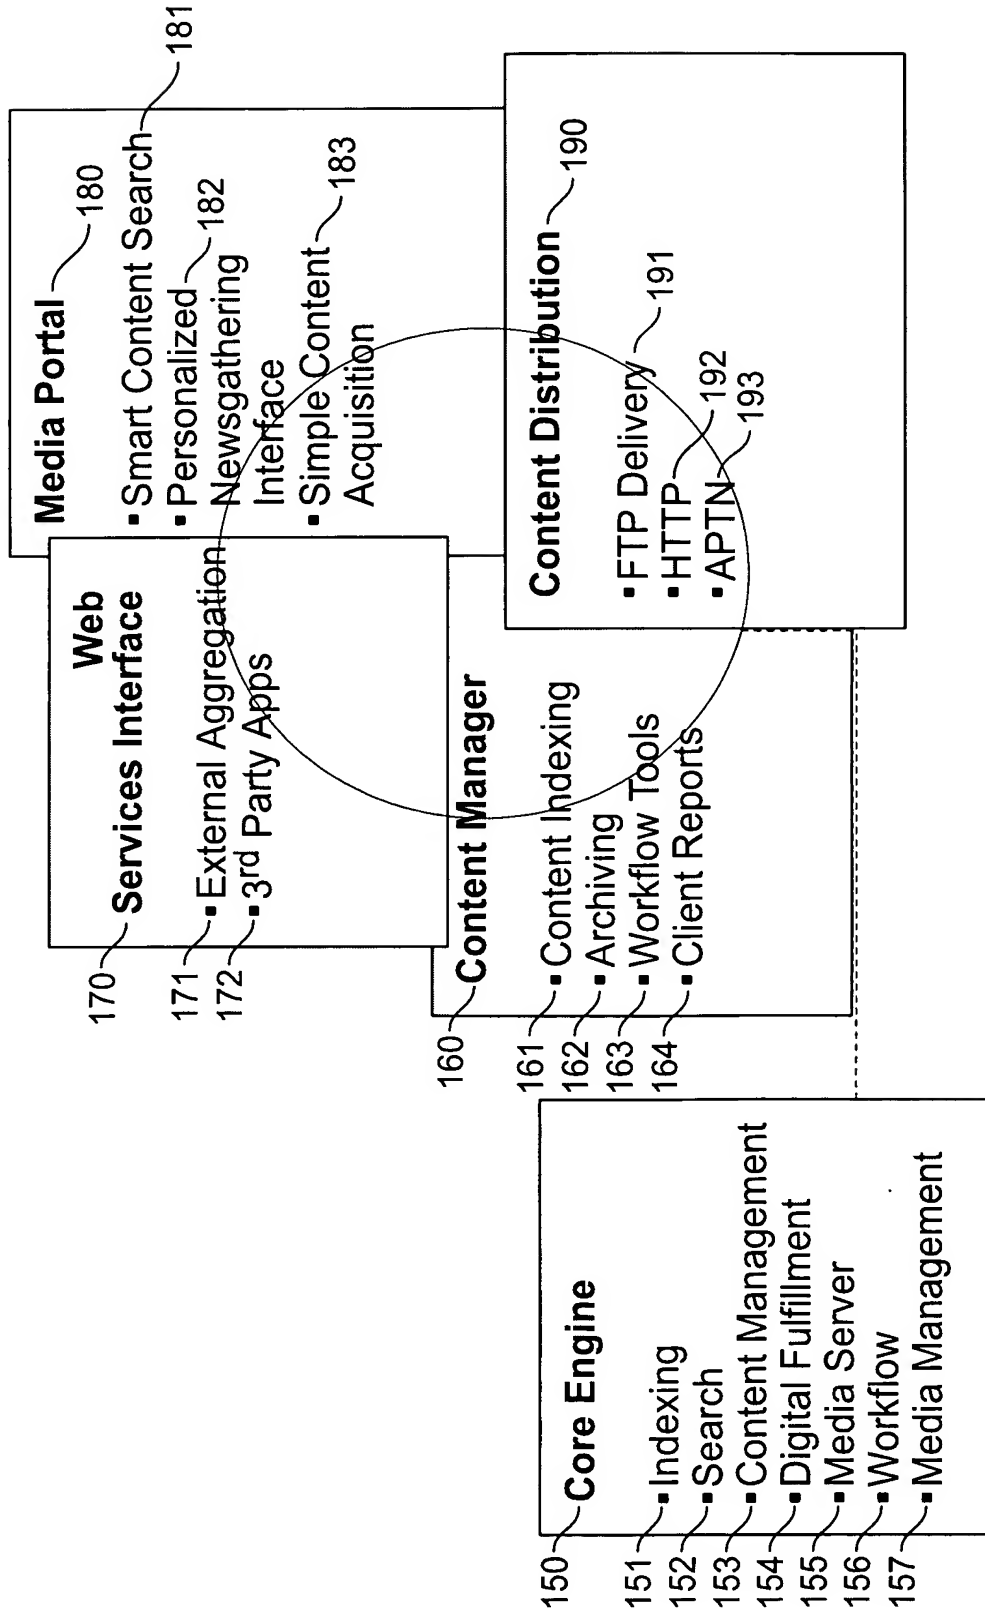 170
Web
Services Interface
171
▪ External Aggregation
172
▪ 3rd Party Apps
Media Portal
180
▪ Smart Content Search
181
▪ Personalized
182
Newsgathering
Interface
▪ Simple Content
183
Acquisition
160
Content Manager
161
▪ Content Indexing
162
▪ Archiving
163
▪ Workflow Tools
164
▪ Client Reports
Content Distribution
190
▪ FTP Delivery
191
▪ HTTP
192
▪ APTN
193
150
Core Engine
151
▪ Indexing
152
▪ Search
153
▪ Content Management
154
▪ Digital Fulfillment
155
▪ Media Server
156
▪ Workflow
157
▪ Media Management